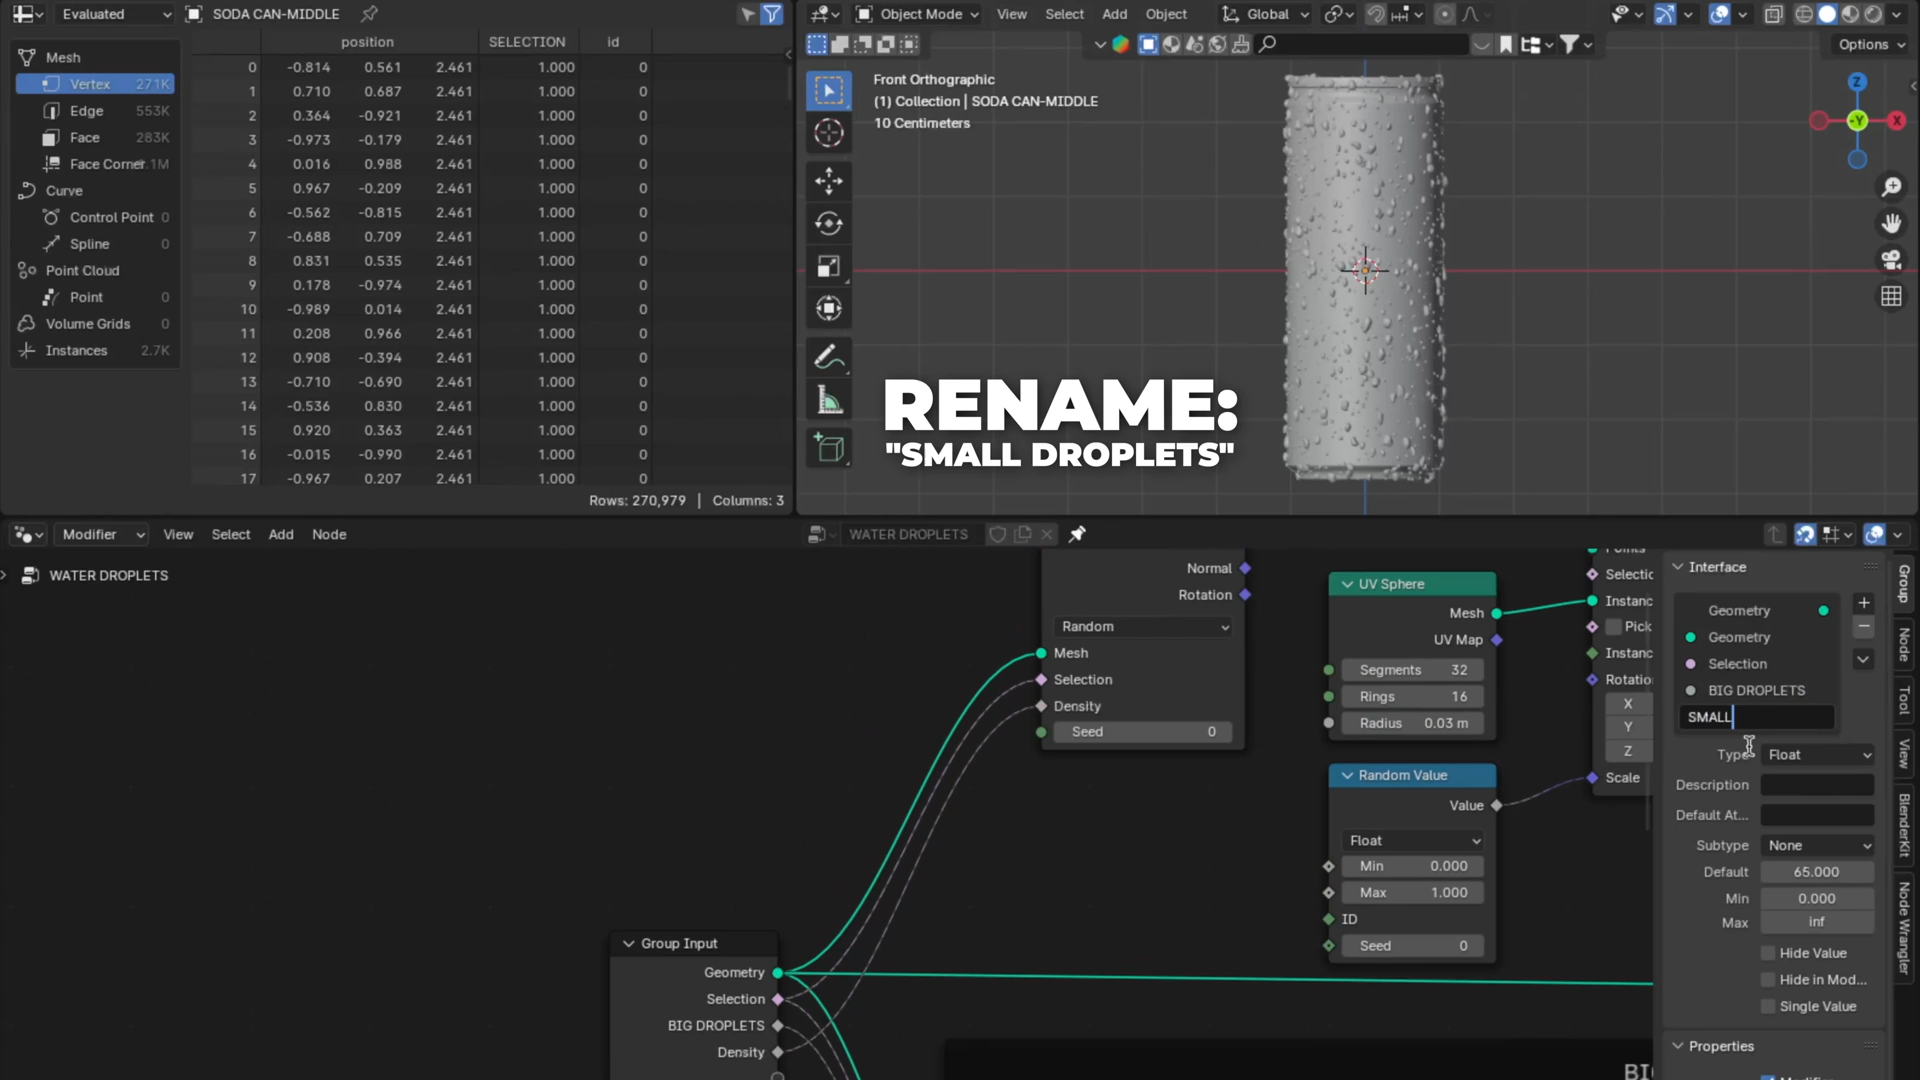 Evaluated
SODA CAN-MIDDLE
Mesh
Vertex 271K
Edge 553K
Face 283K
Face Corner 1.1M
Curve
Control Point 0
Spline 0
Point Cloud
Point 0
Volume Grids 0
Instances 2.7K
position SELECTION id
0 -0.814 0.561 2.461 1.000 0
1 0.710 0.687 2.461 1.000 0
2 0.364 -0.921 2.461 1.000 0
3 -0.973 -0.179 2.461 1.000 0
4 0.016 0.988 2.461 1.000 0
5 0.967 -0.209 2.461 1.000 0
6 -0.562 -0.815 2.461 1.000 0
7 -0.688 0.709 2.461 1.000 0
8 0.831 0.535 2.461 1.000 0
9 0.178 -0.974 2.461 1.000 0
10 -0.989 0.014 2.461 1.000 0
11 0.208 0.966 2.461 1.000 0
12 0.908 -0.394 2.461 1.000 0
13 -0.710 -0.690 2.461 1.000 0
14 -0.536 0.830 2.461 1.000 0
15 0.920 0.363 2.461 1.000 0
16 -0.015 -0.990 2.461 1.000 0
17 -0.967 0.207 2.461 1.000 0
Rows: 270,979 | Columns: 3
Object Mode View Select Add Object Global
Options
Front Orthographic
(1) Collection | SODA CAN-MIDDLE
10 Centimeters
Z
-Y
X
RENAME:
"SMALL DROPLETS"
Modifier View Select Add Node
WATER DROPLETS
WATER DROPLETS
Normal
Rotation
Random
Mesh
Selection
Density
Seed 0
UV Sphere
Mesh
UV Map
Segments 32
Rings 16
Radius 0.03 m
Random Value
Value
Float
Min 0.000
Max 1.000
ID
Seed 0
Points
Selectic
Instanc
Pick
Instanc
Rotatio
X
Y
Z
Scale
Group Input
Geometry
Selection
BIG DROPLETS
Density
BI
Interface
Geometry
Geometry
Selection
BIG DROPLETS
SMALL
Type Float
Description
Default At...
Subtype None
Default 65.000
Min 0.000
Max inf
Hide Value
Hide in Mod...
Single Value
Properties
Group
Node
Tool
View
BlenderKit
Node Wrangler